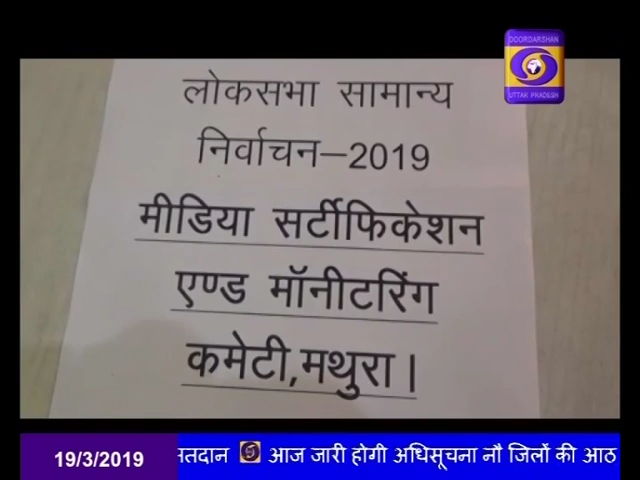 DOORDARSHAN
UTTAR PRADESH
लोकसभा सामान्य
निर्वाचन–2019
मीडिया सर्टीफिकेशन
एण्ड मॉनीटरिंग
कमेटी,मथुरा।
19/3/2019
आज जारी होगी अधिसूचना नौ जिलों की आठ